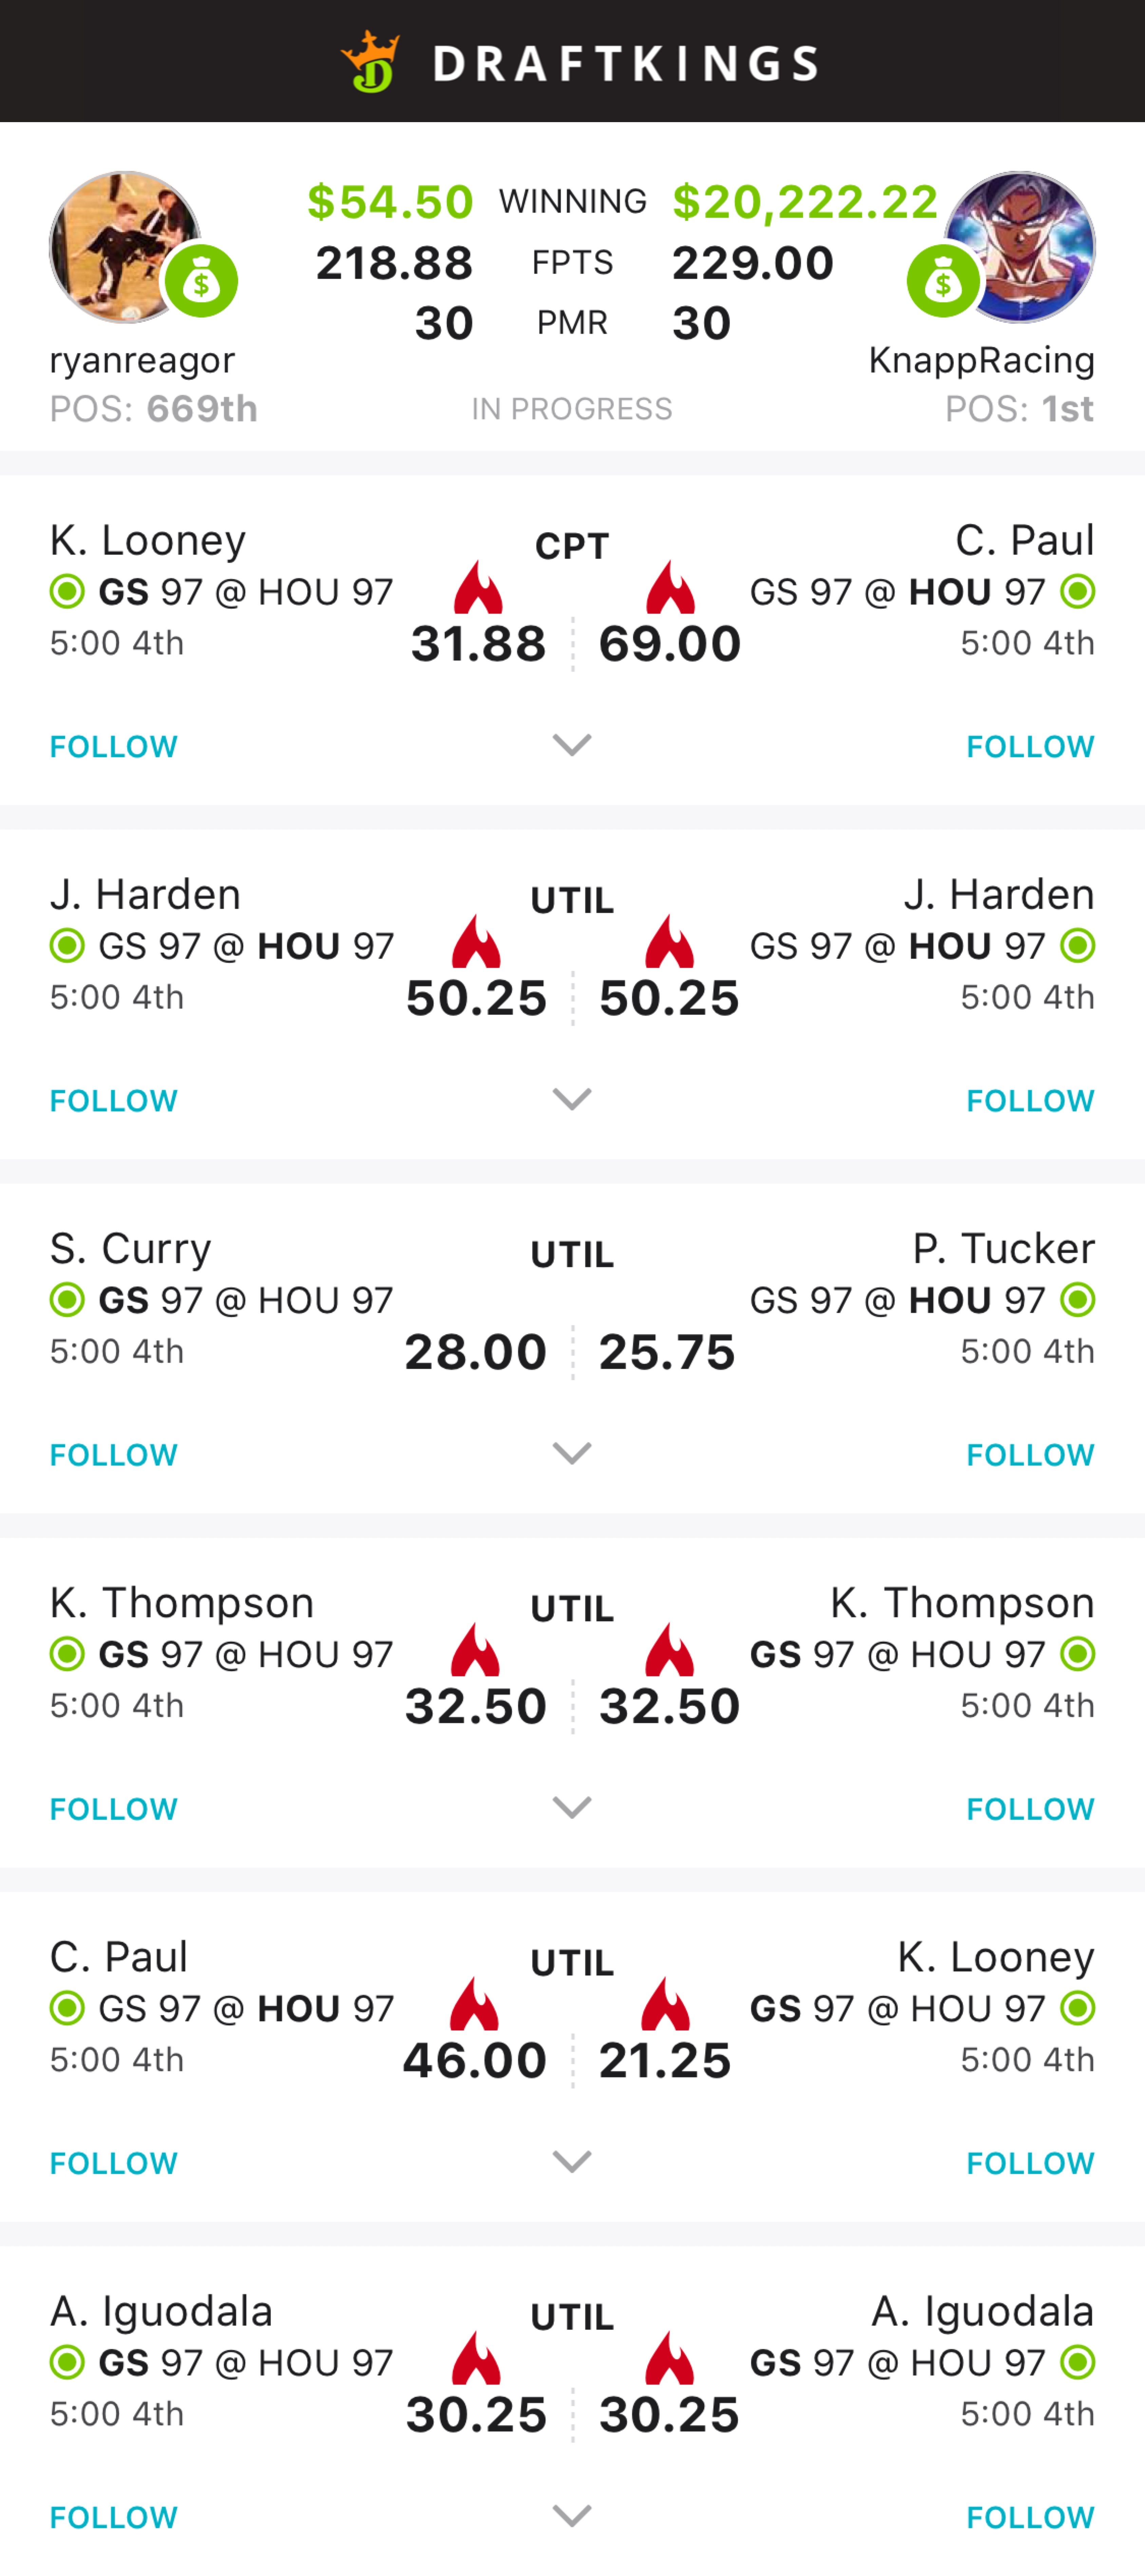 DRAFTKINGS
$54.50 WINNING $20,222.22
218.88 FPTS 229.00
30 PMR 30
ryanreagor KnappRacing
POS: 669th IN PROGRESS POS: 1st
K. Looney CPT C. Paul
GS 97 @ HOU 97 GS 97 @ HOU 97
5:00 4th 31.88 69.00 5:00 4th
FOLLOW FOLLOW
J. Harden UTIL J. Harden
GS 97 @ HOU 97 GS 97 @ HOU 97
5:00 4th 50.25 50.25 5:00 4th
FOLLOW FOLLOW
S. Curry UTIL P. Tucker
GS 97 @ HOU 97 GS 97 @ HOU 97
5:00 4th 28.00 25.75 5:00 4th
FOLLOW FOLLOW
K. Thompson UTIL K. Thompson
GS 97 @ HOU 97 GS 97 @ HOU 97
5:00 4th 32.50 32.50 5:00 4th
FOLLOW FOLLOW
C. Paul UTIL K. Looney
GS 97 @ HOU 97 GS 97 @ HOU 97
5:00 4th 46.00 21.25 5:00 4th
FOLLOW FOLLOW
A. Iguodala UTIL A. Iguodala
GS 97 @ HOU 97 GS 97 @ HOU 97
5:00 4th 30.25 30.25 5:00 4th
FOLLOW FOLLOW